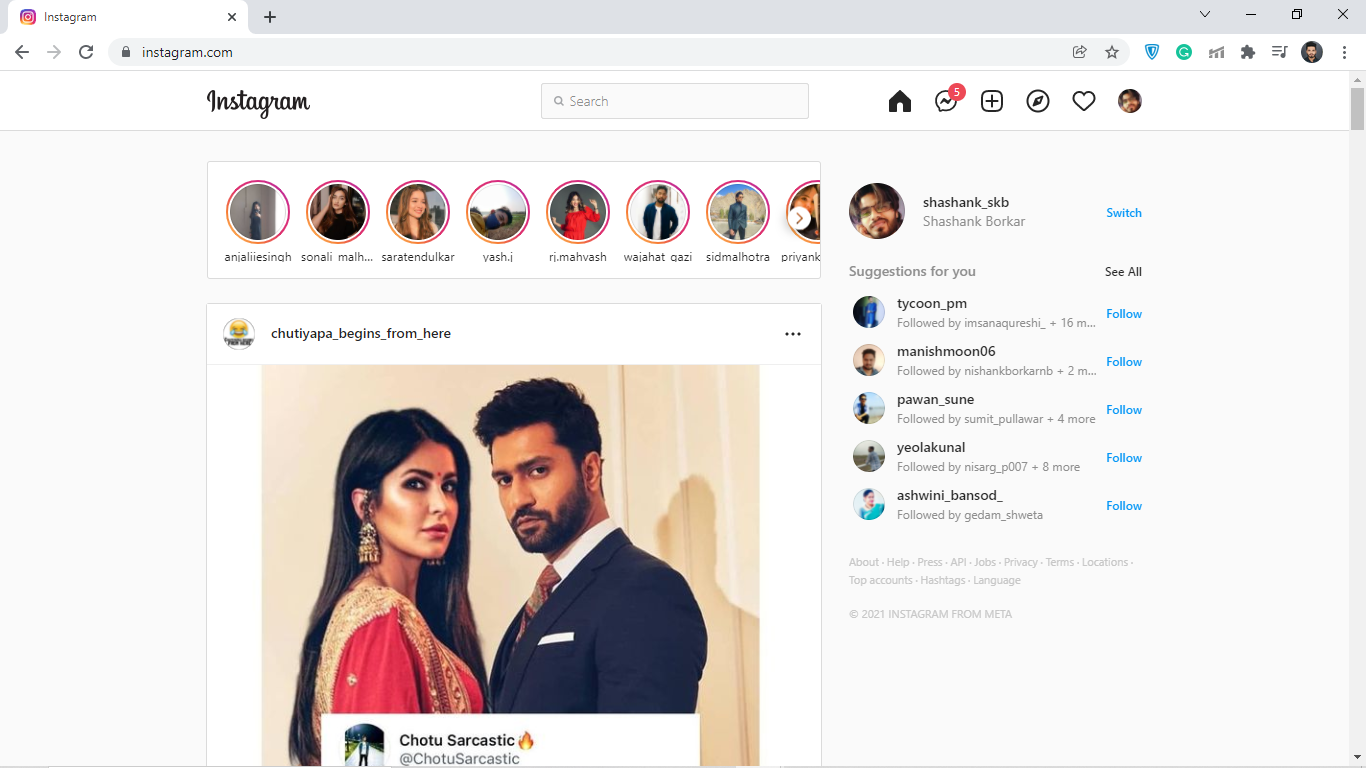 Instagram
instagram.com
Instagram
Search
5
anjaliiesingh
sonali_malh...
saratendulkar
yash.j
rj.mahvash
wajahat_qazi
sidmalhotra
priyank
shashank_skb
Shashank Borkar
Switch
Suggestions for you
See All
tycoon_pm
Followed by imsanaqureshi_ + 16 m...
Follow
manishmoon06
Followed by nishankborkarnb + 2 m...
Follow
pawan_sune
Followed by sumit_pullawar + 4 more
Follow
yeolakunal
Followed by nisarg_p007 + 8 more
Follow
ashwini_bansod_
Followed by gedam_shweta
Follow
About · Help · Press · API · Jobs · Privacy · Terms · Locations ·
Top accounts · Hashtags · Language
© 2021 INSTAGRAM FROM META
chutiyapa_begins_from_here
Chotu Sarcastic🔥
@ChotuSarcastic